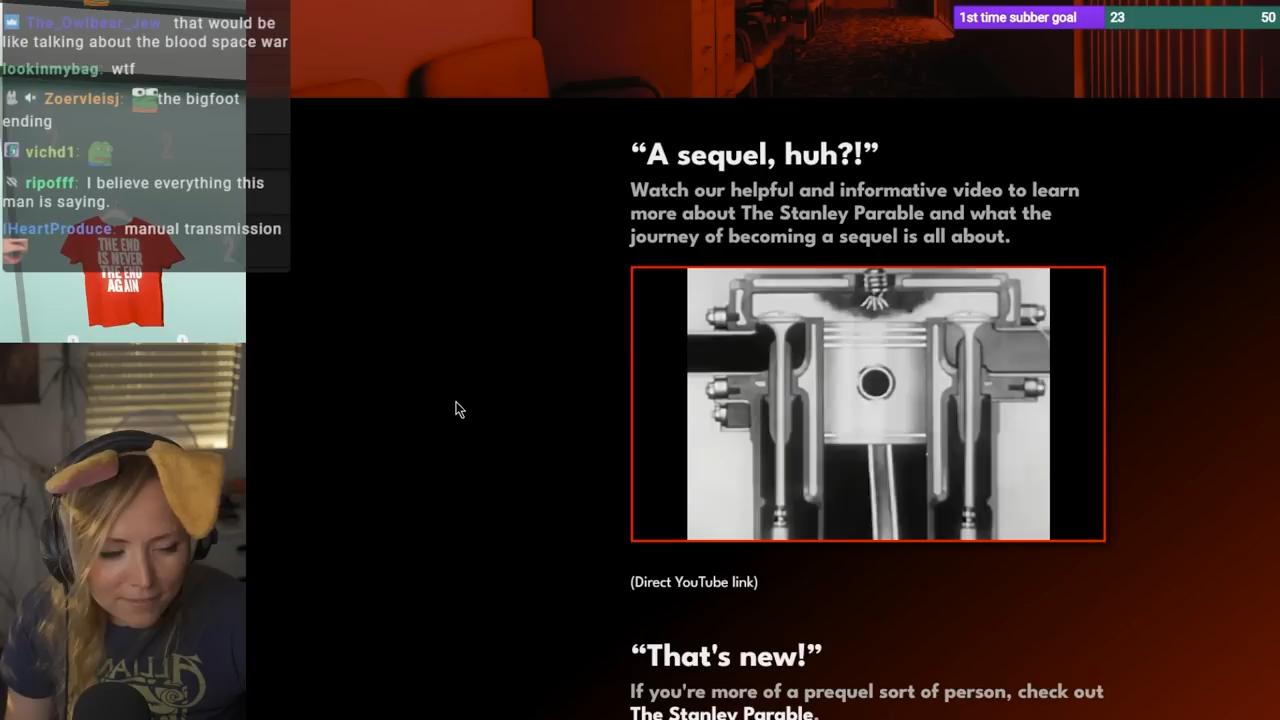 The_Owlbear_Jew that would be
like talking about the blood space war
lookinmybag: wtf
Zoervleisj: the bigfoot
ending
vichd1:
ripofff: I believe everything this
man is saying.
IHeartProduce: manual transmission
THE END
IS NEVER
THE END
AGAIN
1st time subber goal 23 50
“A sequel, huh?!”
Watch our helpful and informative video to learn
more about The Stanley Parable and what the
journey of becoming a sequel is all about.
(Direct YouTube link)
“That's new!”
If you're more of a prequel sort of person, check out
The Stanley Parable.